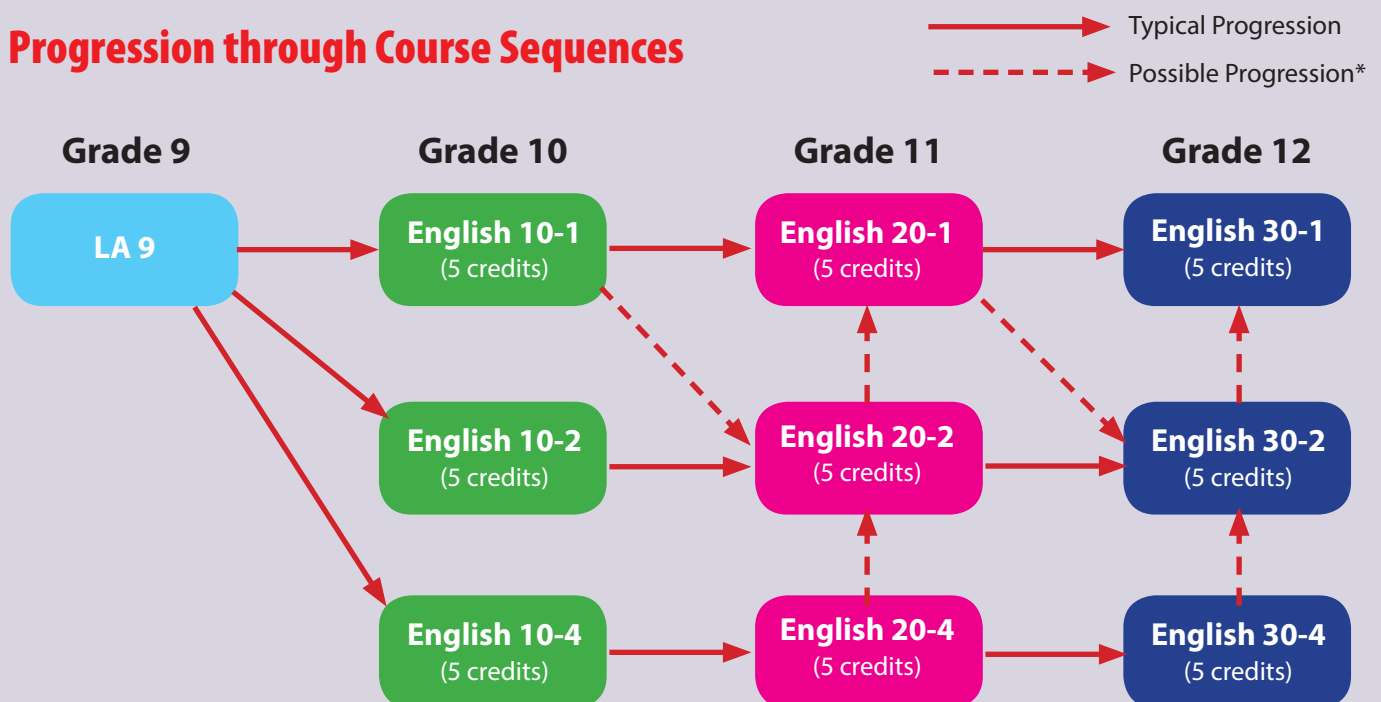 Progression through Course Sequences
Typical Progression
Possible Progression*
Grade 9
Grade 10
Grade 11
Grade 12
LA 9
English 10-1
(5 credits)
English 20-1
(5 credits)
English 30-1
(5 credits)
English 10-2
(5 credits)
English 20-2
(5 credits)
English 30-2
(5 credits)
English 10-4
(5 credits)
English 20-4
(5 credits)
English 30-4
(5 credits)